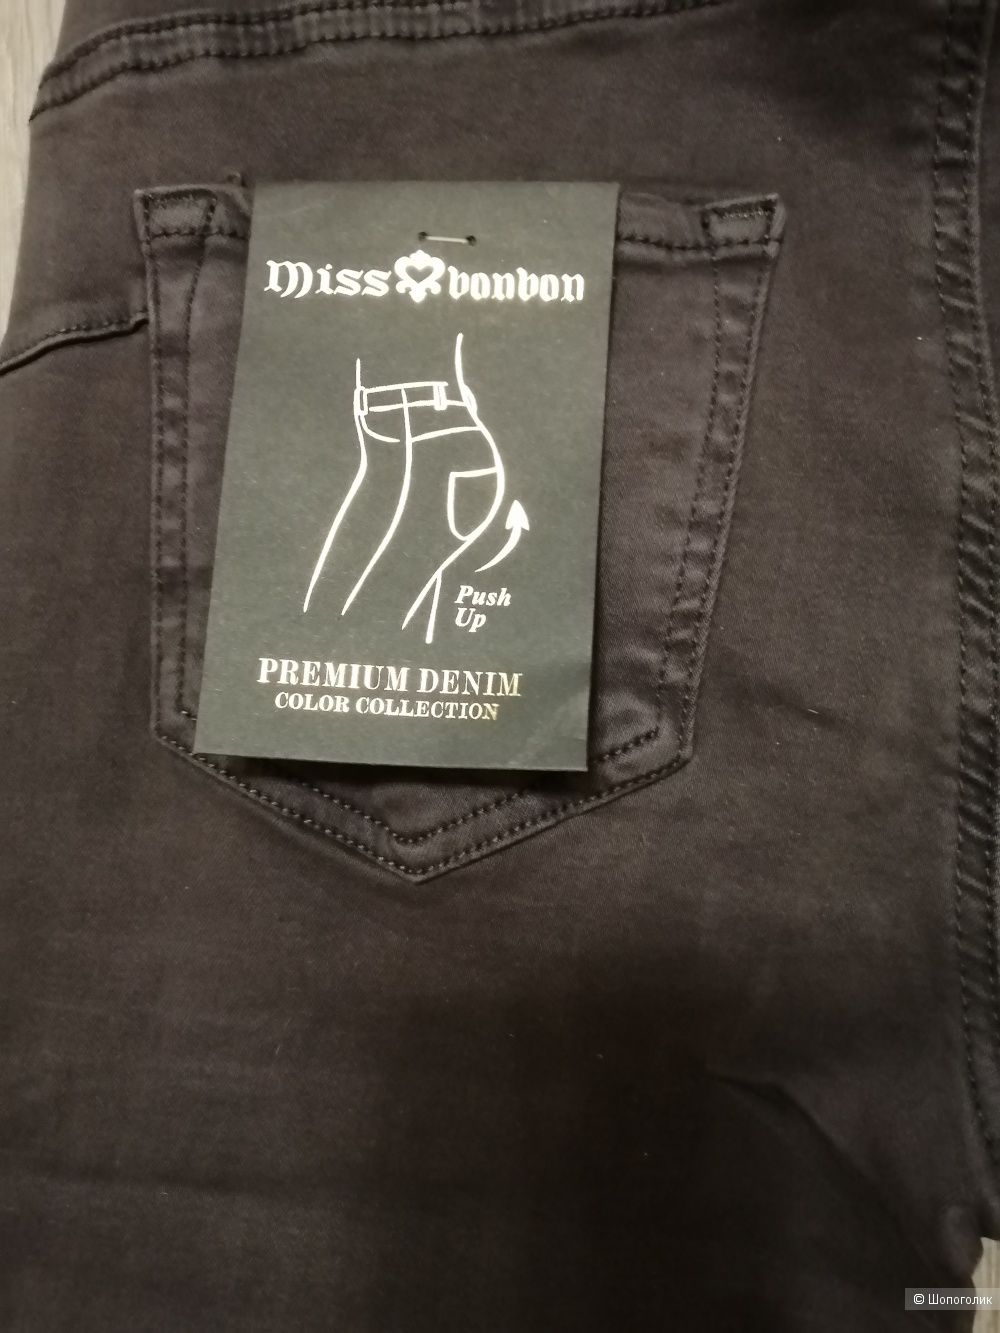 Miss bonbon
Push
Up
PREMIUM DENIM
COLOR COLLECTION
© Шопоголик